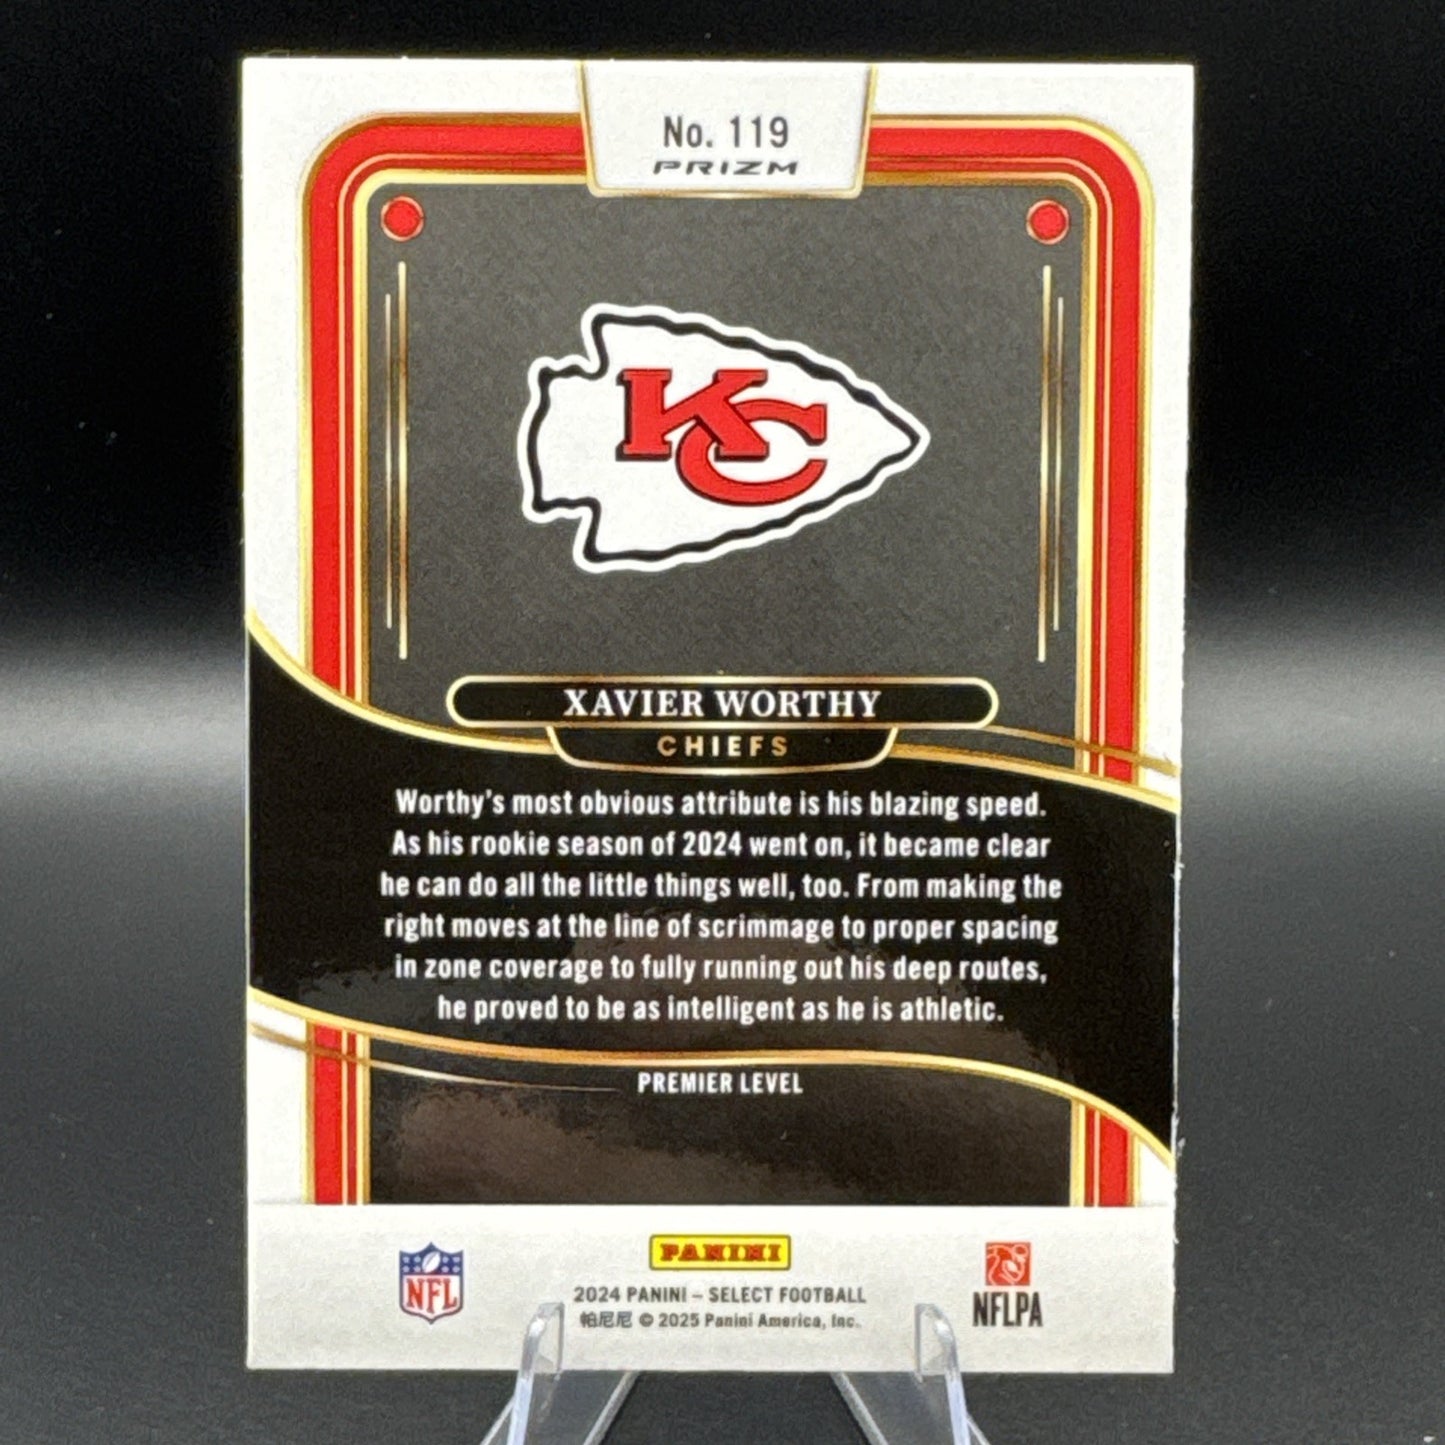 No. 119
PRIZM
KC
XAVIER WORTHY
CHIEFS
Worthy's most obvious attribute is his blazing speed.
As his rookie season of 2024 went on, it became clear
he can do all the little things well, too. From making the
right moves at the line of scrimmage to proper spacing
in zone coverage to fully running out his deep routes,
he proved to be as intelligent as he is athletic.
PREMIER LEVEL
NFL
PANINI
2024 PANINI – SELECT FOOTBALL
帕尼尼 © 2025 Panini America, Inc.
NFLPA